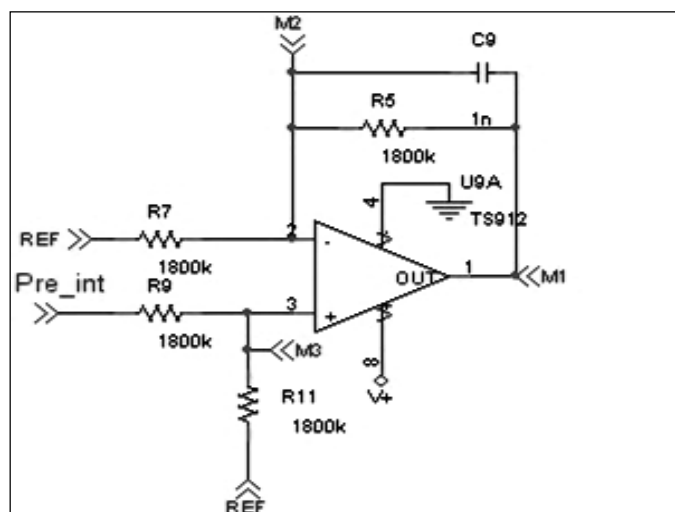 M2
C9
R5
1n
1800k
U9A
4
TS912
R7
REF
2
-
1800k
OUT
1
M1
Pre_int
R9
3
+
1800k
M3
8
V+
R11
1800k
V+
REF